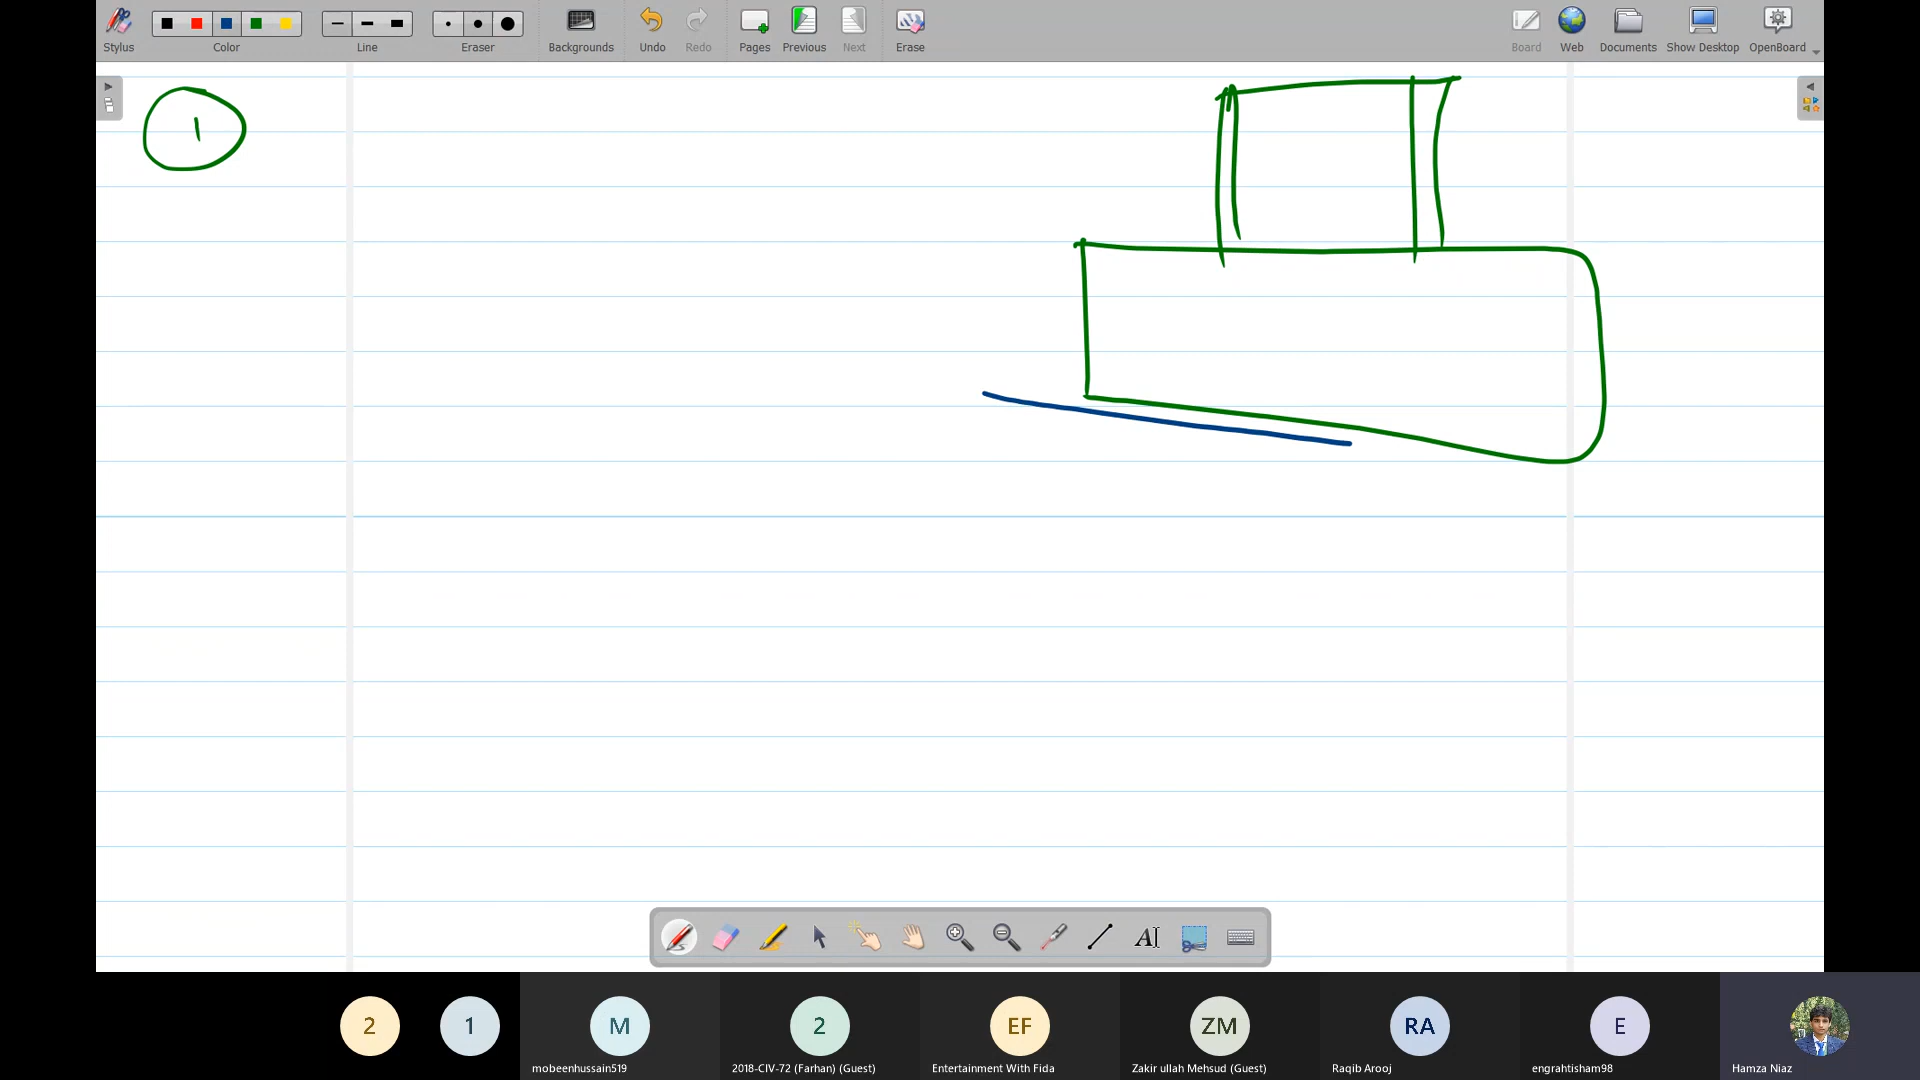 Stylus
Color
Line
Eraser
Backgrounds
Undo
Redo
Pages
Previous
Next
Erase
Board
Web
Documents
Show Desktop
OpenBoard
1
AI
2
1
M
2
EF
ZM
RA
E
mobeenhussain519
2018-CIV-72 (Farhan) (Guest)
Entertainment With Fida
Zakir ullah Mehsud (Guest)
Raqib Arooj
engrahtisham98
Hamza Niaz